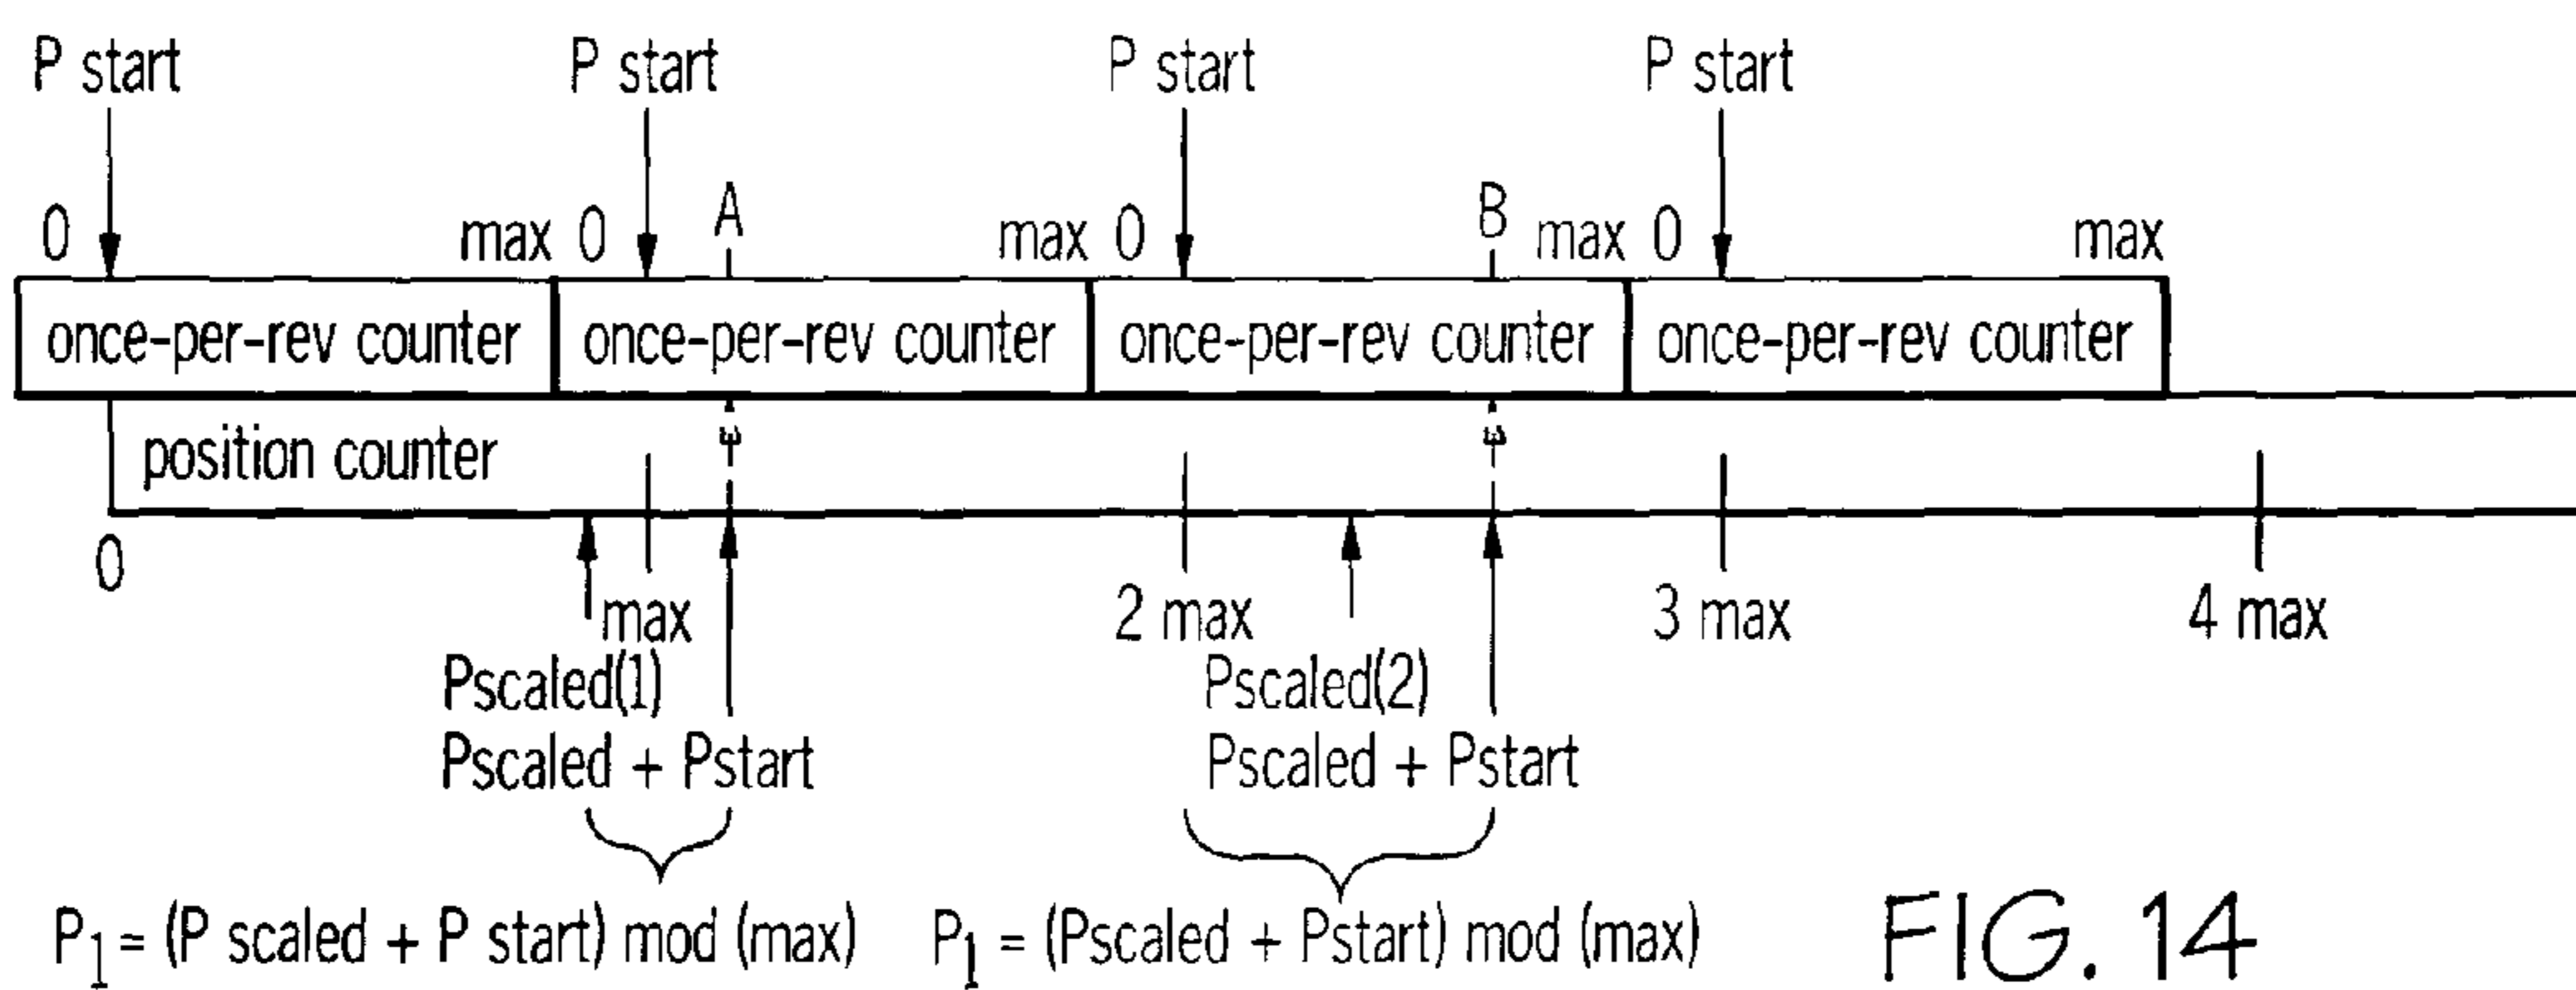 P start P start P start P start
0 max 0 A max 0 B max 0 max
once-per-rev counter once-per-rev counter once-per-rev counter once-per-rev counter
position counter
0 max 2 max 3 max 4 max
Pscaled(1) Pscaled(2)
Pscaled + Pstart Pscaled + Pstart
P1 = (P scaled + P start) mod (max) P1 = (Pscaled + Pstart) mod (max)
FIG. 14